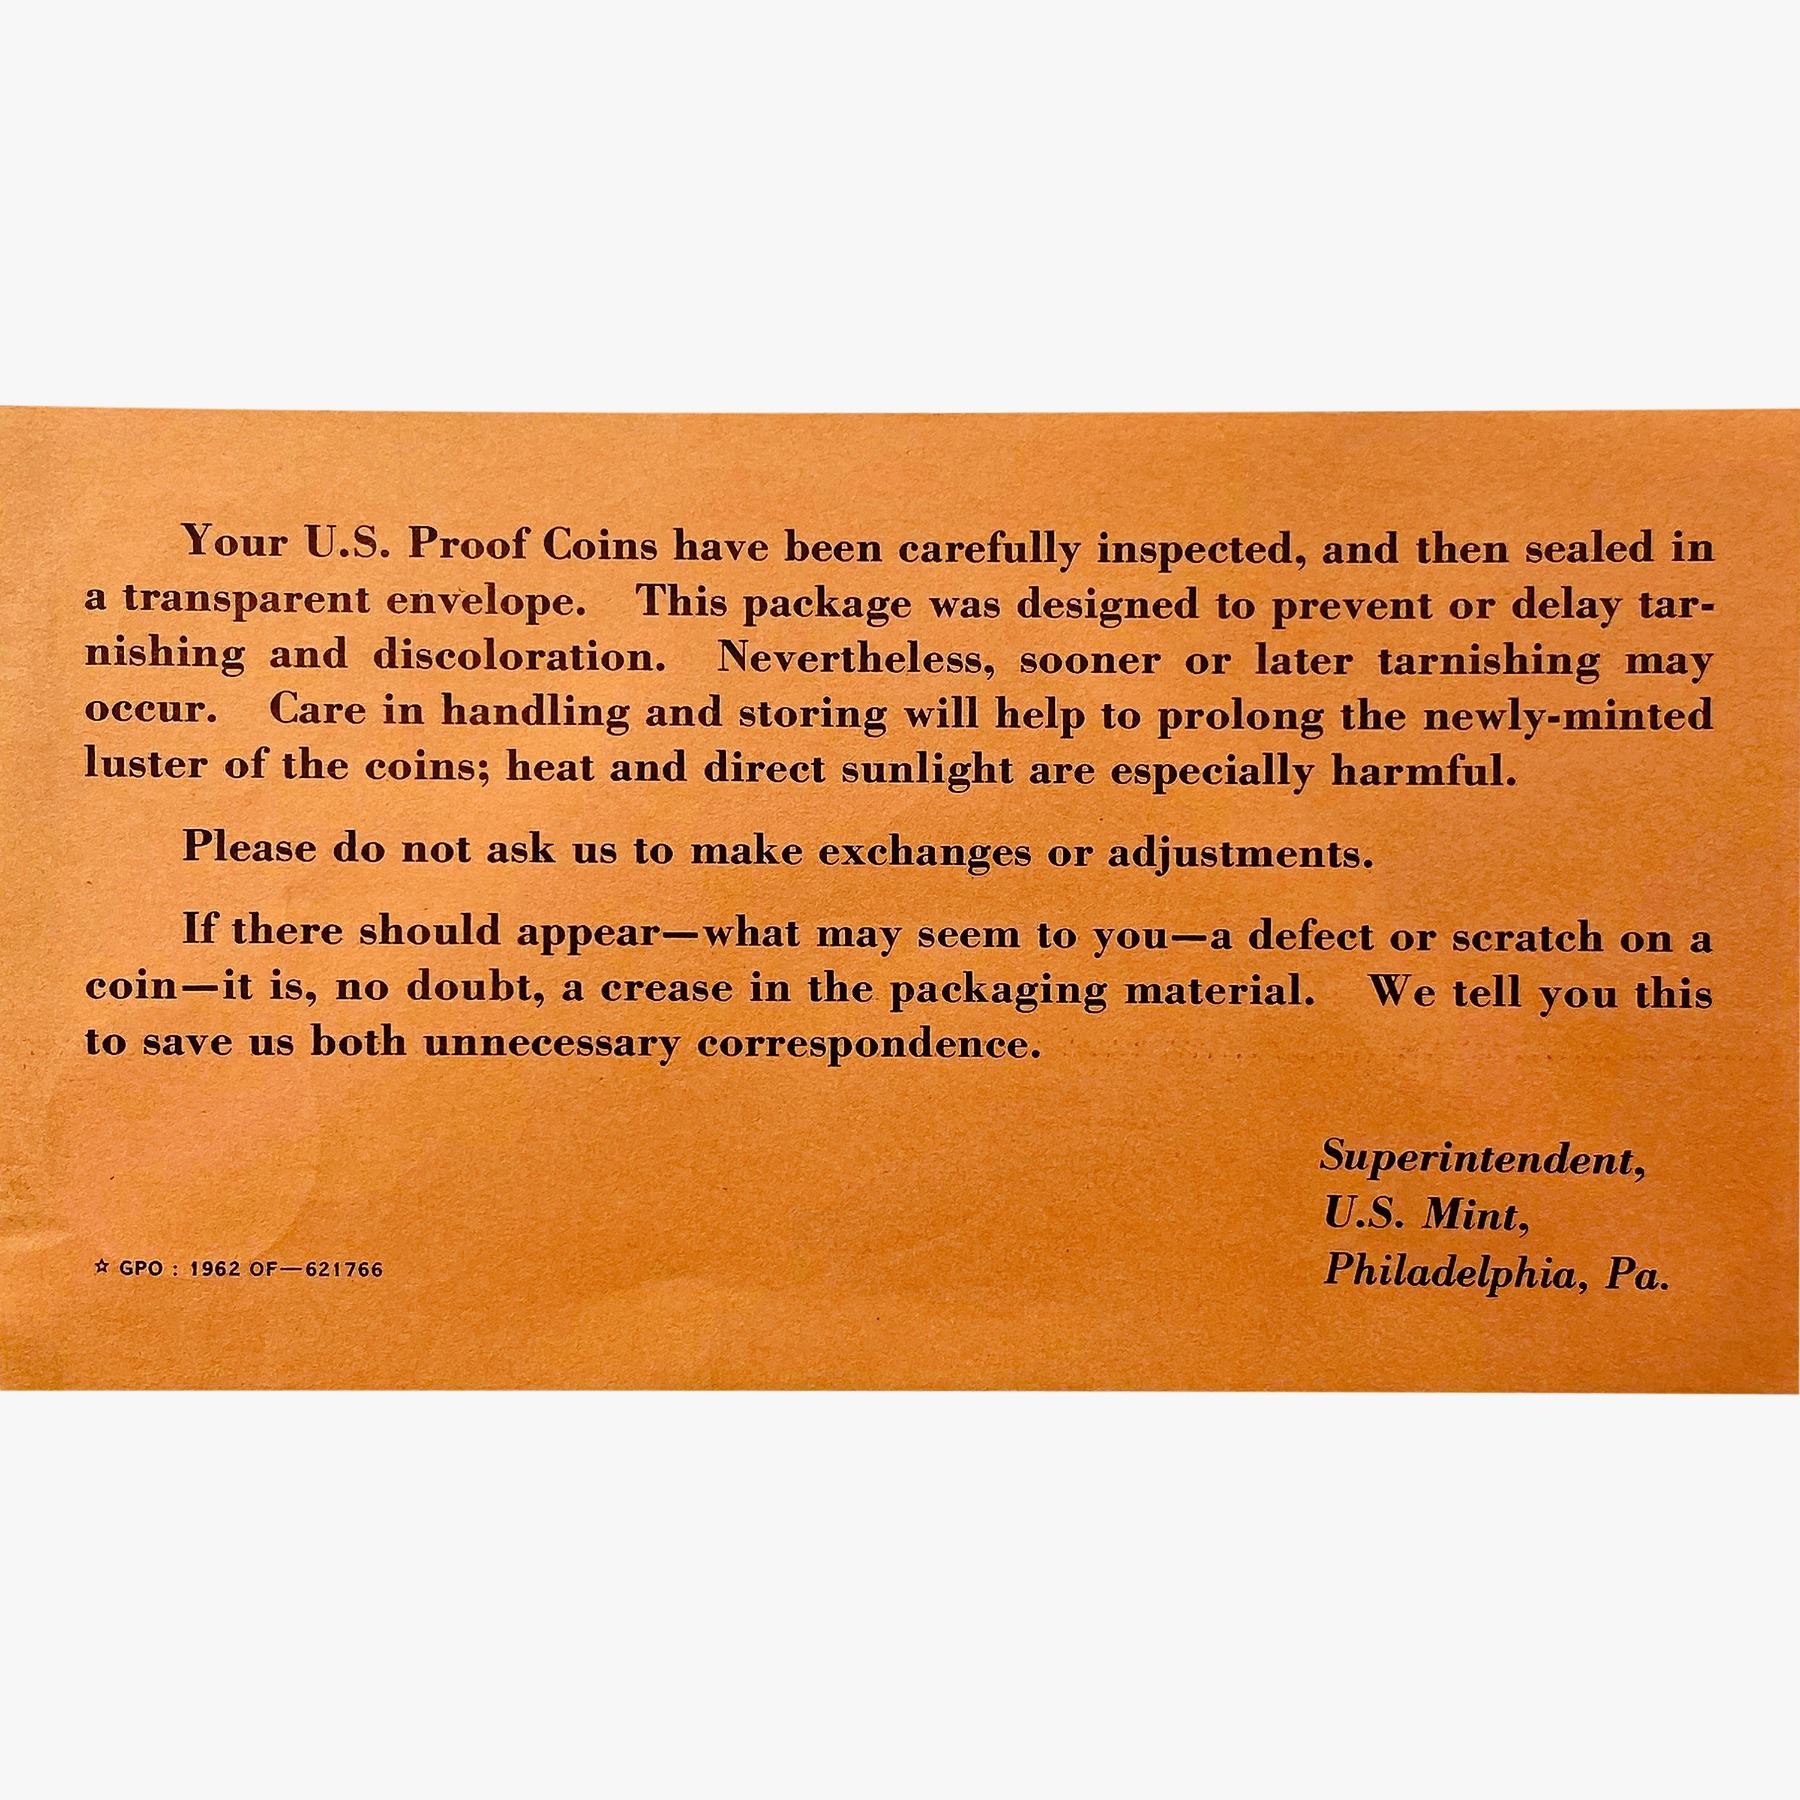 Your U.S. Proof Coins have been carefully inspected, and then sealed in
a transparent envelope. This package was designed to prevent or delay tar-
nishing and discoloration. Nevertheless, sooner or later tarnishing may
occur. Care in handling and storing will help to prolong the newly-minted
luster of the coins; heat and direct sunlight are especially harmful.
Please do not ask us to make exchanges or adjustments.
If there should appear—what may seem to you—a defect or scratch on a
coin—it is, no doubt, a crease in the packaging material. We tell you this
to save us both unnecessary correspondence.
Superintendent,
U.S. Mint,
Philadelphia, Pa.
☆ GPO : 1962 OF—621766